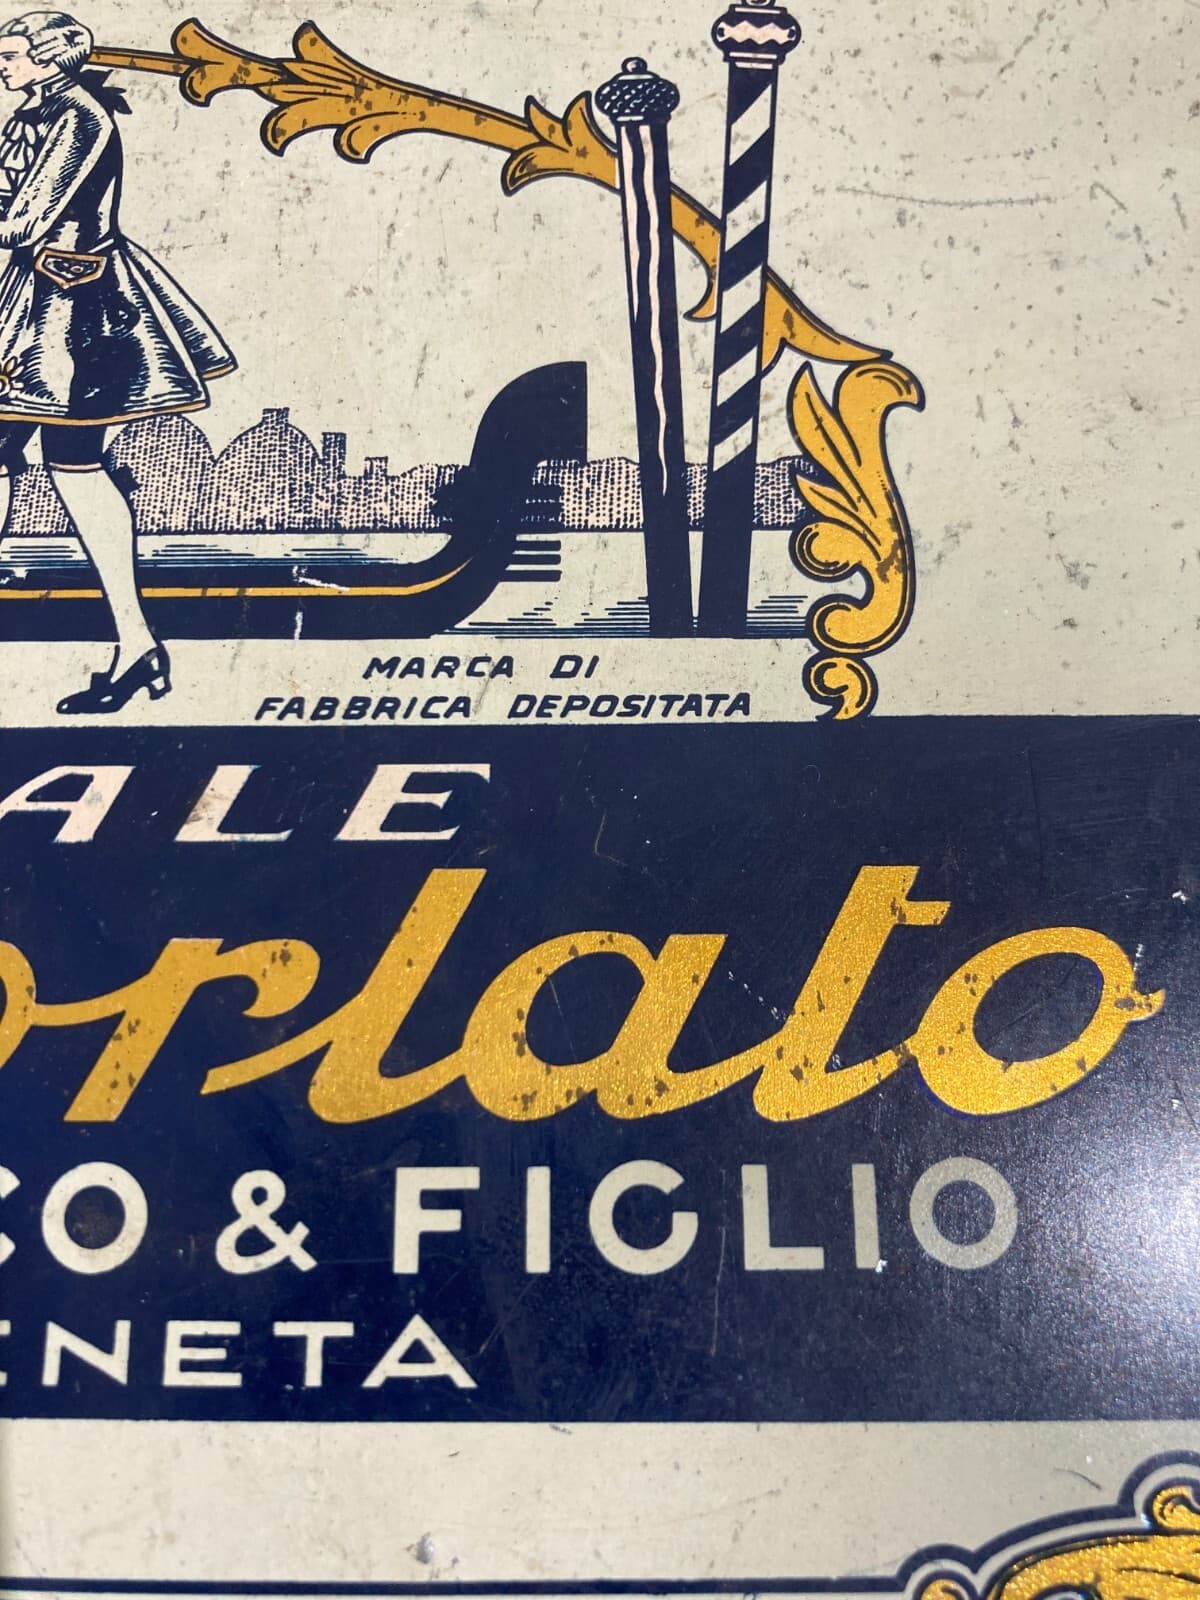 MARCA DI
FABBRICA DEPOSITATA
ALE
orlato
CO & FIGLIO
ENETA